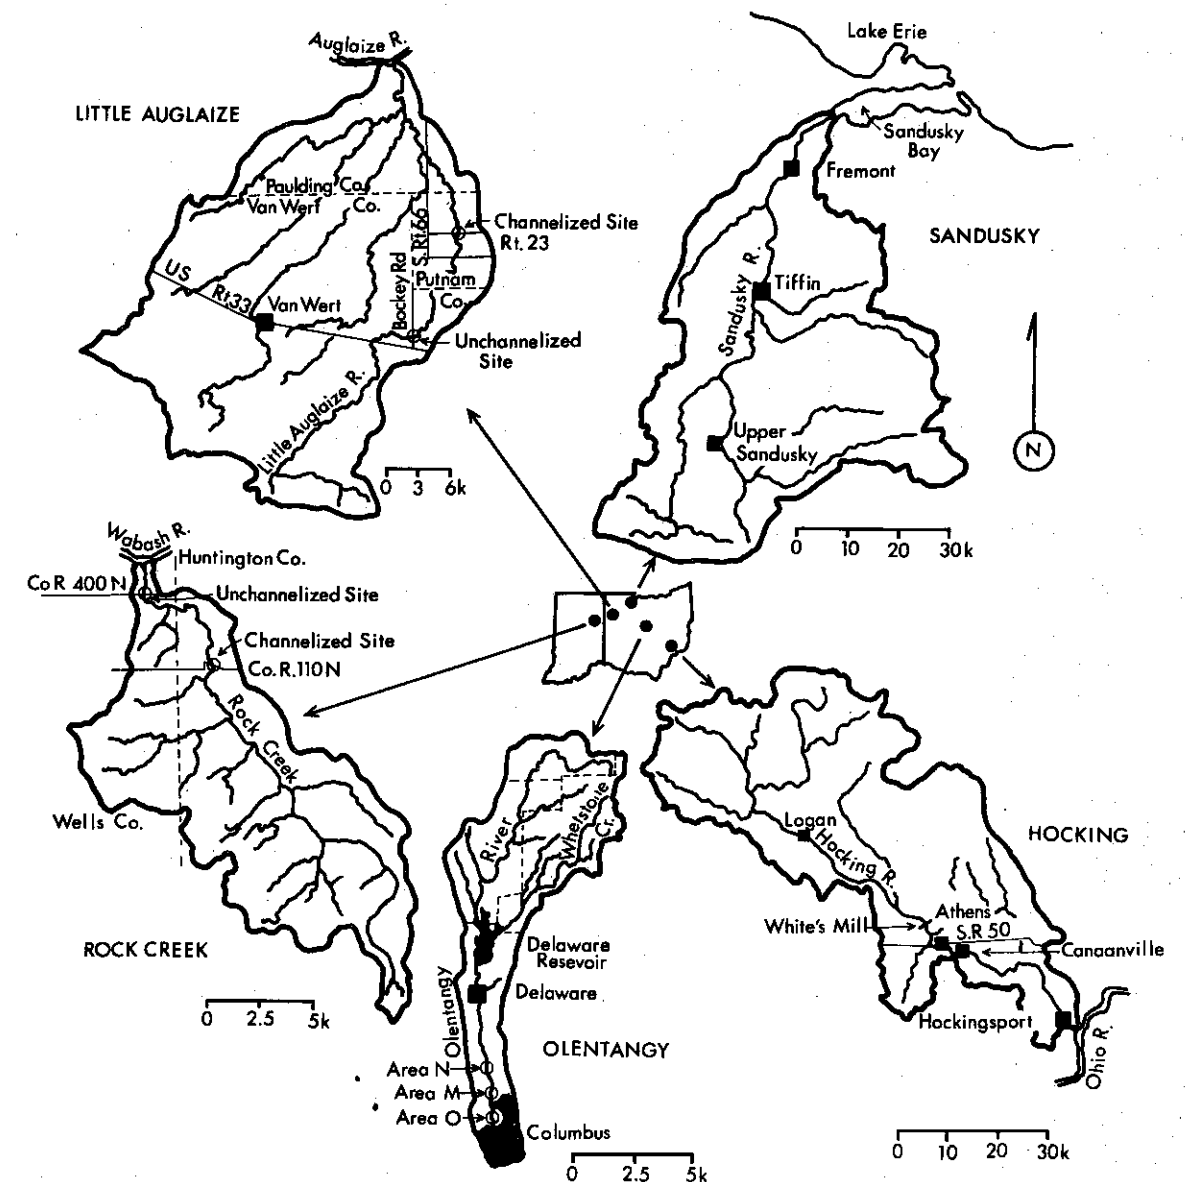 Auglaize R.
LITTLE AUGLAIZE
Paulding Co.
Van Werf Co.
US Rt.33
Van Wert
Bockey Rd
S.Rt.66
Channelized Site
Rt. 23
Putnam
Co.
Unchannelized
Site
Little Auglaize R.
0 3 6k
Lake Erie
Sandusky
Bay
Fremont
SANDUSKY
Sandusky R.
Tiffin
Upper
Sandusky
N
0 10 20 30k
Wabash R.
Huntington Co.
Co R 400 N
Unchannelized Site
Channelized Site
Co. R. 110 N
Rock Creek
Wells Co.
ROCK CREEK
0 2.5 5k
River
Whetstone
Cr.
Delaware
Resevoir
Delaware
Olentangy
OLENTANGY
Area N
Area M
Area O
Columbus
0 2.5 5k
Logan
Hocking R.
HOCKING
White's Mill
Athens
S.R 50
Canaanville
Hockingsport
Ohio R.
0 10 20 30k